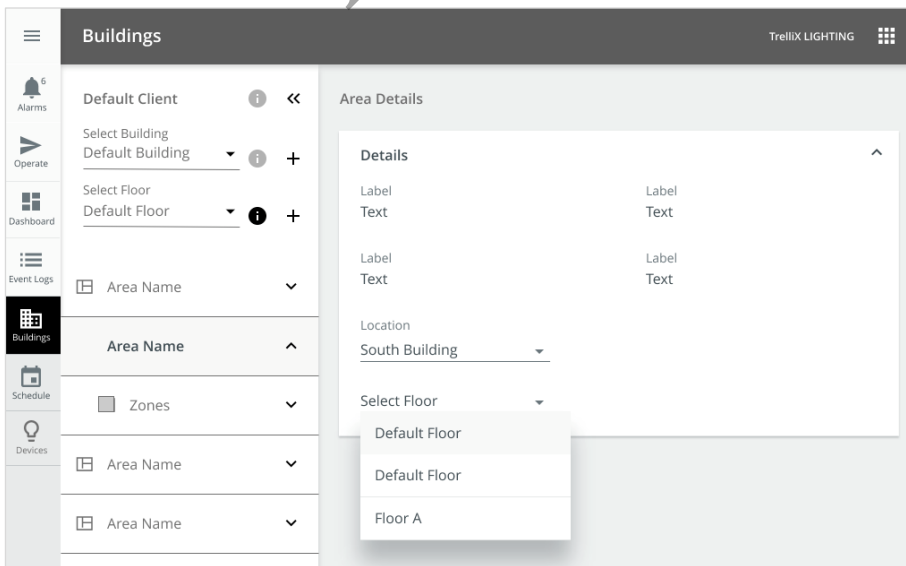 Buildings
TrelliX LIGHTING
6
Alarms
Operate
Dashboard
Event Logs
Buildings
Schedule
Devices
Default Client
Select Building
Default Building
Select Floor
Default Floor
Area Name
Area Name
Zones
Area Name
Area Name
Area Details
Details
Label
Text
Label
Text
Label
Text
Label
Text
Location
South Building
Select Floor
Default Floor
Default Floor
Floor A